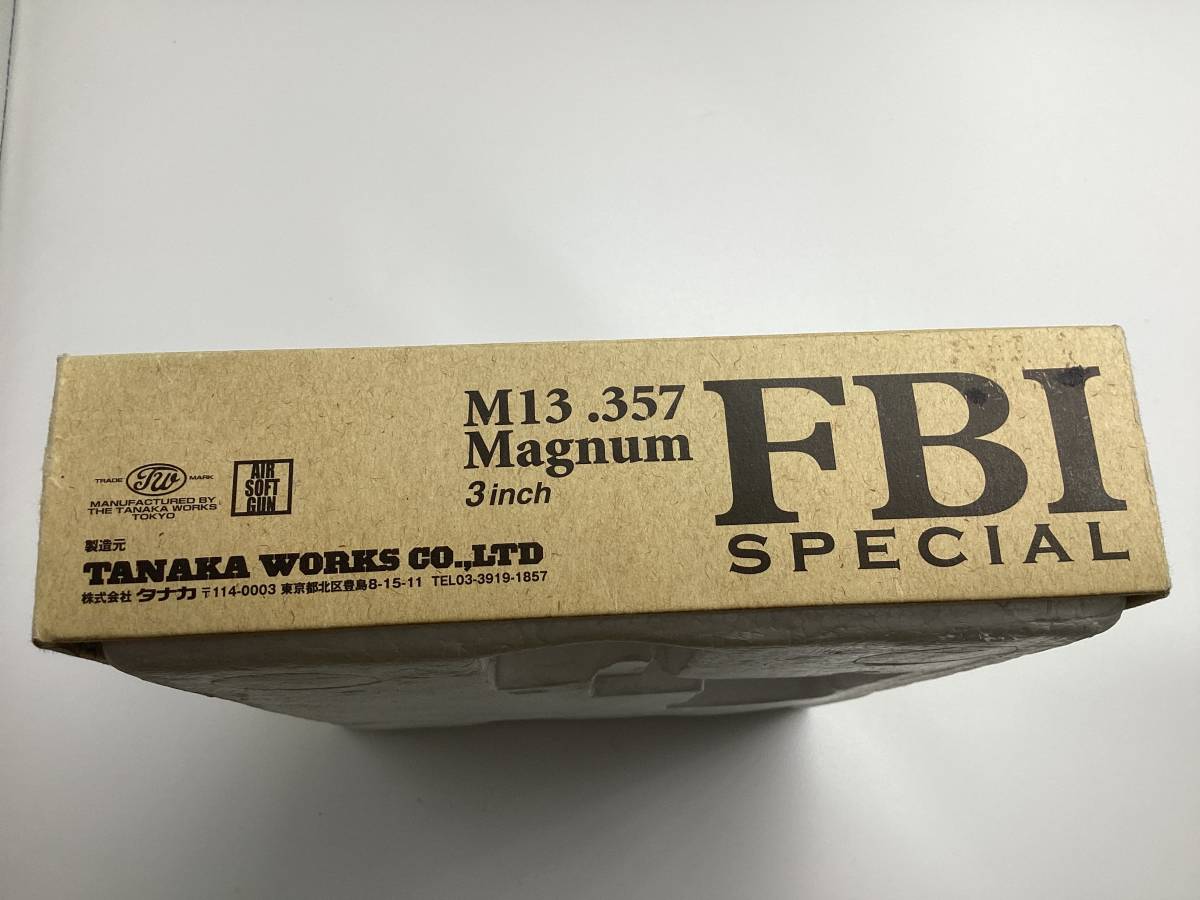 M13 .357
Magnum
3 inch
FBI
SPECIAL
TRADE TW MARK
MANUFACTURED BY
THE TANAKA WORKS
TOKYO
AIR
SOFT
GUN
製造元
TANAKA WORKS CO.,LTD
株式会社 タナカ 〒114-0003 東京都北区豊島8-15-11 TEL03-3919-1857